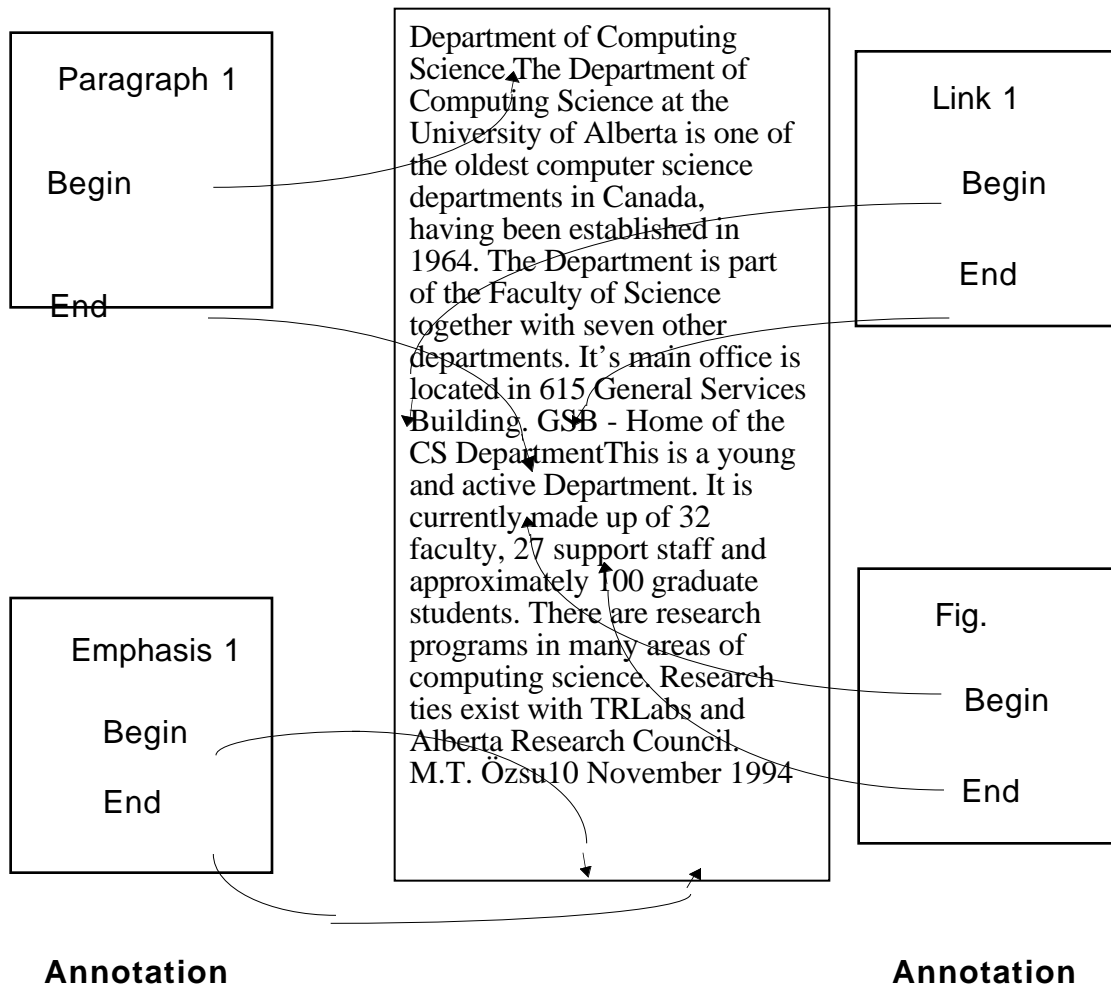 Paragraph 1
Begin
End
Emphasis 1
Begin
End
Annotation
Department of Computing
Science The Department of
Computing Science at the
University of Alberta is one of
the oldest computer science
departments in Canada,
having been established in
1964. The Department is part
of the Faculty of Science
together with seven other
departments. It’s main office is
located in 615 General Services
Building. GSB - Home of the
CS DepartmentThis is a young
and active Department. It is
currently made up of 32
faculty, 27 support staff and
approximately 100 graduate
students. There are research
programs in many areas of
computing science. Research
ties exist with TRLabs and
Alberta Research Council.
M.T. Özsu10 November 1994
Link 1
Begin
End
Fig.
Begin
End
Annotation